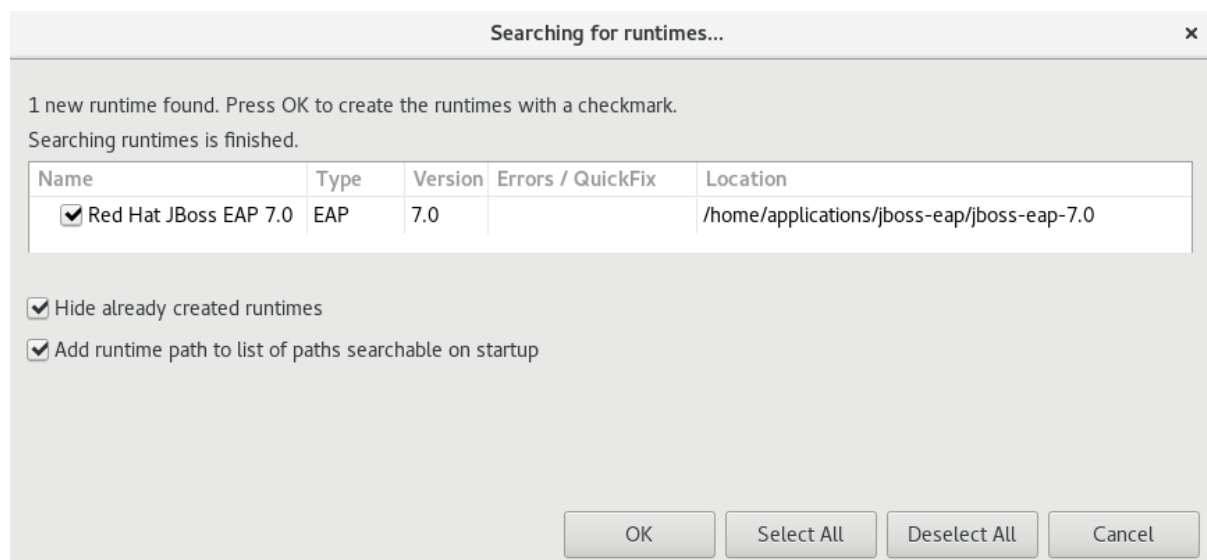 Searching for runtimes... ×
1 new runtime found. Press OK to create the runtimes with a checkmark.
Searching runtimes is finished.
Name Type Version Errors / QuickFix Location
Red Hat JBoss EAP 7.0 EAP 7.0 /home/applications/jboss-eap/jboss-eap-7.0
Hide already created runtimes
Add runtime path to list of paths searchable on startup
OK Select All Deselect All Cancel